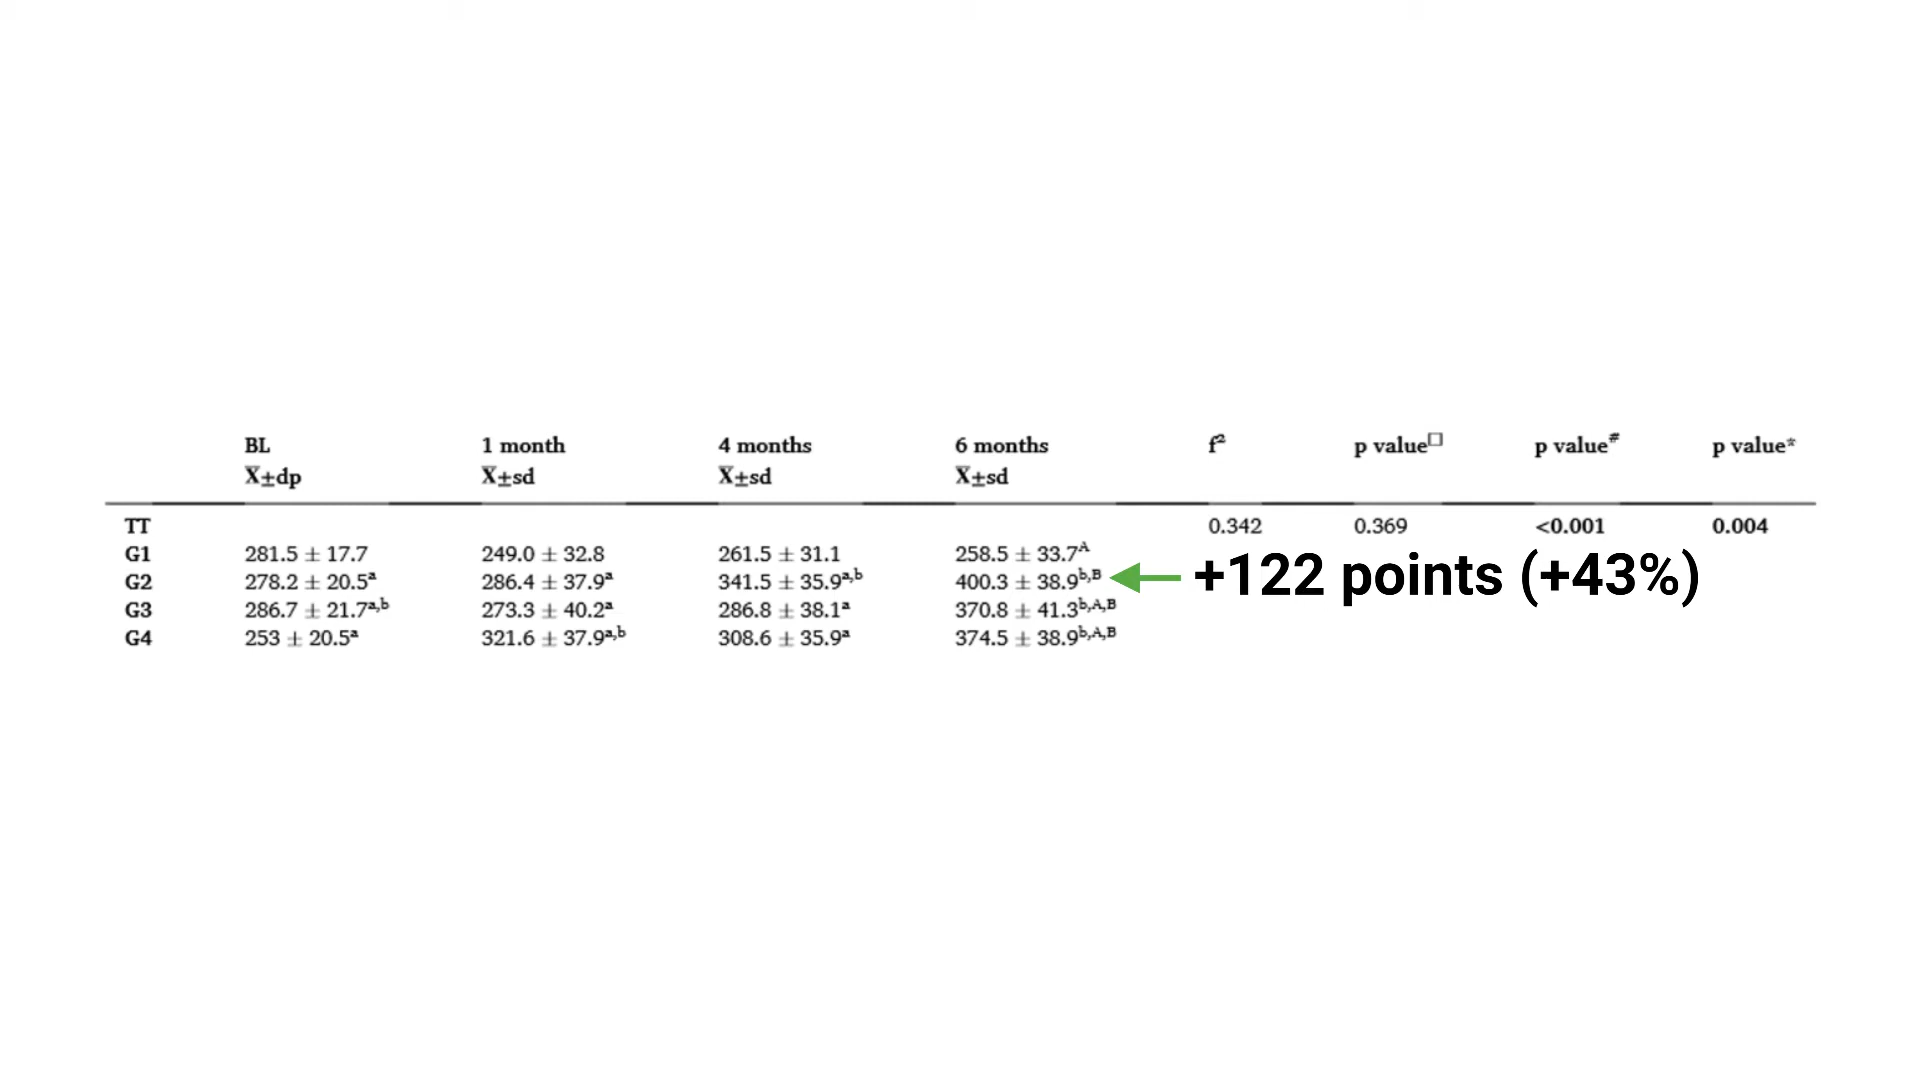 BL 1 month 4 months 6 months f² p value□ p value# p value*
X̄±dp X̄±sd X̄±sd X̄±sd
TT 0.342 0.369 <0.001 0.004
G1 281.5 ± 17.7 249.0 ± 32.8 261.5 ± 31.1 258.5 ± 33.7A
G2 278.2 ± 20.5a 286.4 ± 37.9a 341.5 ± 35.9a,b 400.3 ± 38.9b,B +122 points (+43%)
G3 286.7 ± 21.7a,b 273.3 ± 40.2a 286.8 ± 38.1a 370.8 ± 41.3b,A,B
G4 253 ± 20.5a 321.6 ± 37.9a,b 308.6 ± 35.9a 374.5 ± 38.9b,A,B